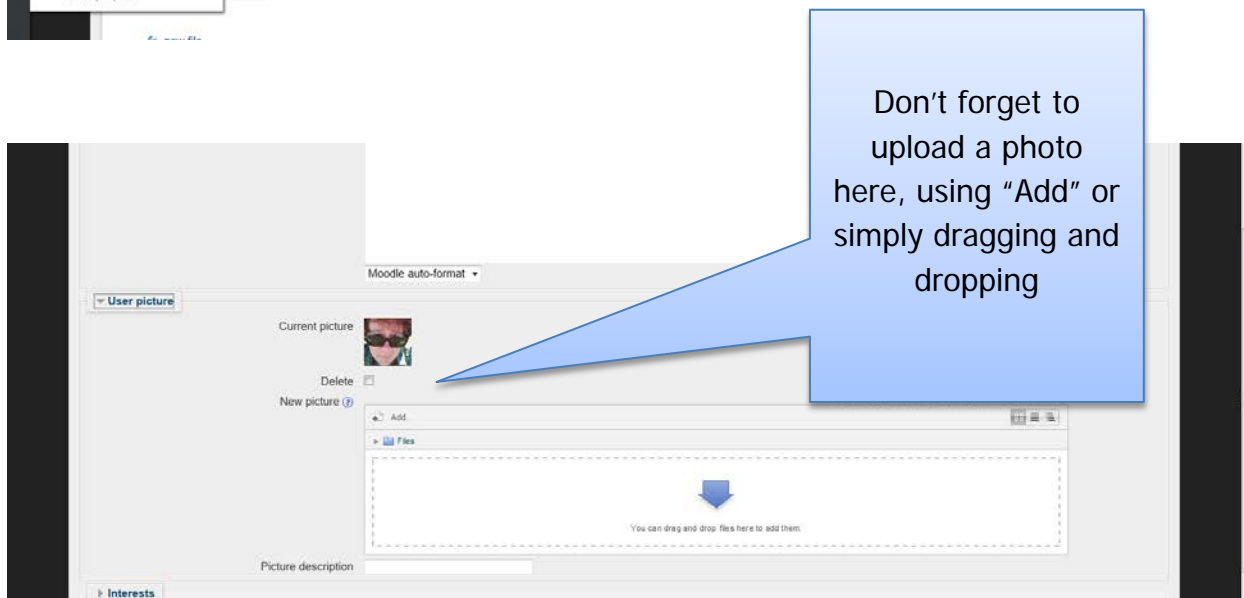 Don't forget to
upload a photo
here, using "Add" or
simply dragging and
dropping
Moodle auto-format
User picture
Current picture
Delete
New picture
Add...
Files
You can drag and drop files here to add them.
Picture description
Interests